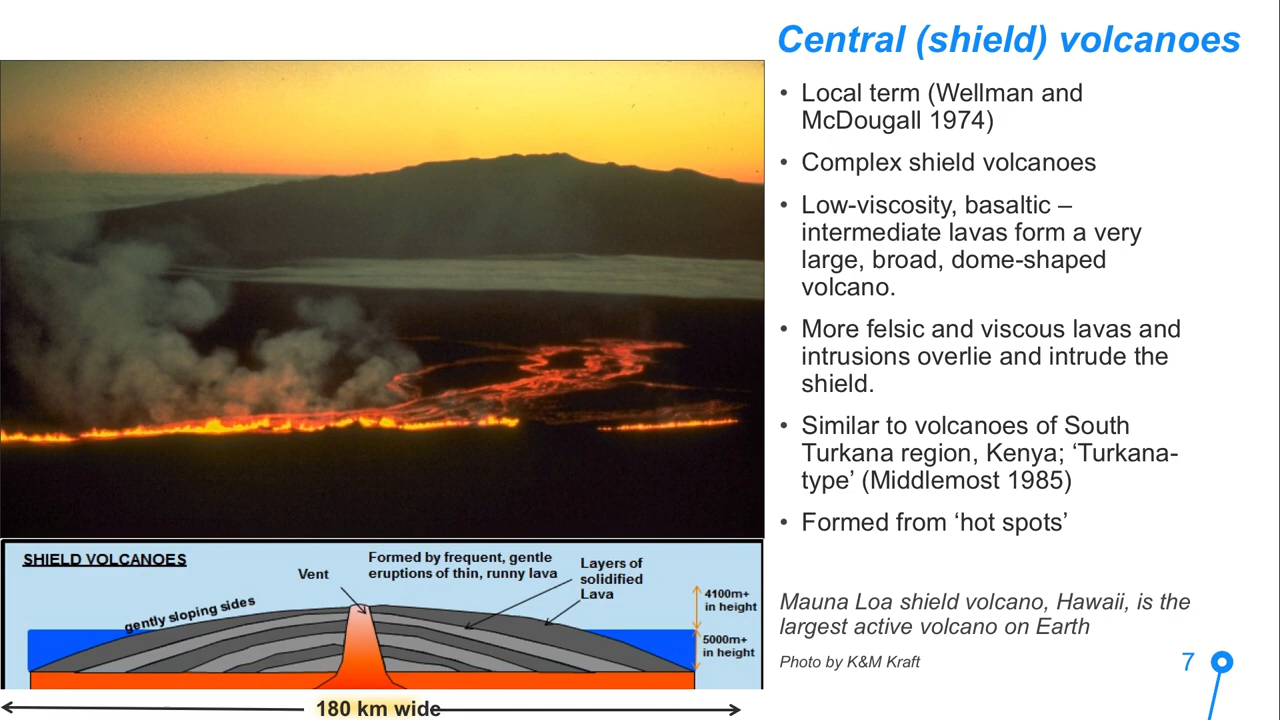 Central (shield) volcanoes
• Local term (Wellman and
McDougall 1974)
• Complex shield volcanoes
• Low-viscosity, basaltic –
intermediate lavas form a very
large, broad, dome-shaped
volcano.
• More felsic and viscous lavas and
intrusions overlie and intrude the
shield.
• Similar to volcanoes of South
Turkana region, Kenya; ‘Turkana-
type’ (Middlemost 1985)
• Formed from ‘hot spots’
Mauna Loa shield volcano, Hawaii, is the
largest active volcano on Earth
Photo by K&M Kraft
7
SHIELD VOLCANOES
Vent
Formed by frequent, gentle
eruptions of thin, runny lava
Layers of
solidified
Lava
gently sloping sides
4100m+
in height
5000m+
in height
180 km wide